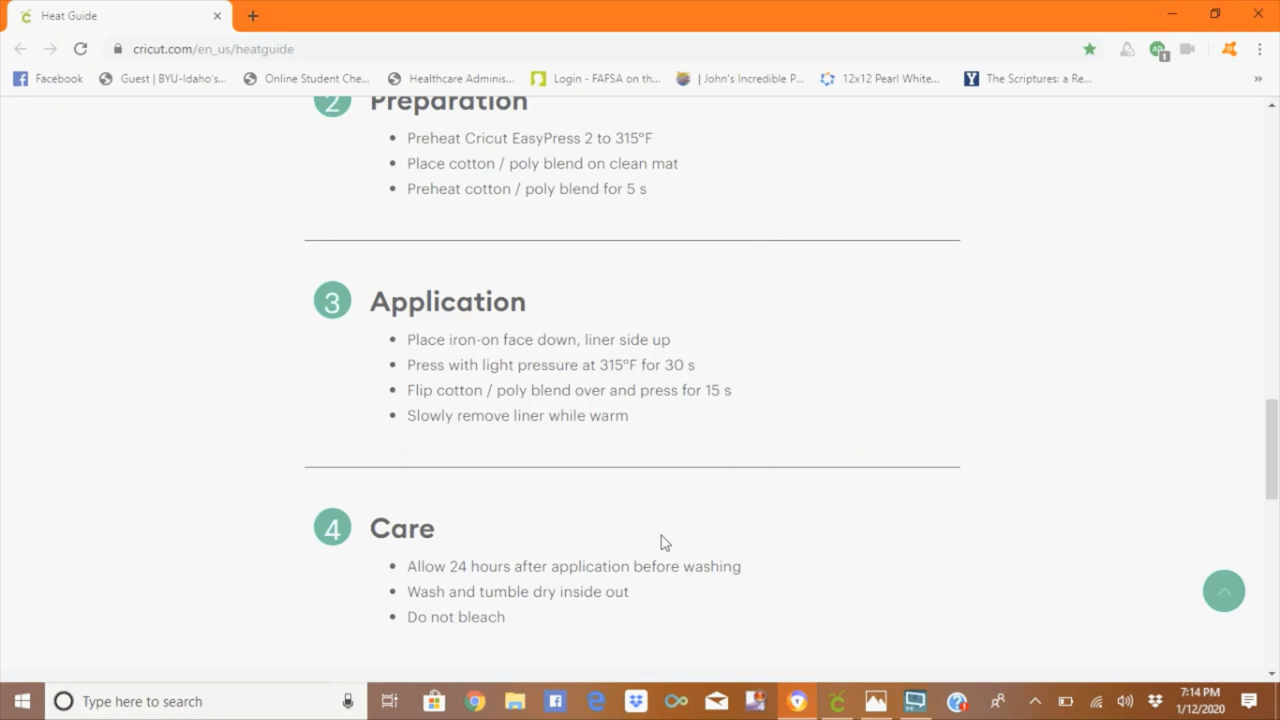 Heat Guide
cricut.com/en_us/heatguide
1
Facebook
Guest | BYU-Idaho's...
Online Student Che...
Healthcare Adminis...
Login - FAFSA on th...
| John's Incredible P...
12x12 Pearl White...
The Scriptures: a Re...
2 Preparation
• Preheat Cricut EasyPress 2 to 315°F
• Place cotton / poly blend on clean mat
• Preheat cotton / poly blend for 5 s
3 Application
• Place iron-on face down, liner side up
• Press with light pressure at 315°F for 30 s
• Flip cotton / poly blend over and press for 15 s
• Slowly remove liner while warm
4 Care
• Allow 24 hours after application before washing
• Wash and tumble dry inside out
• Do not bleach
Type here to search
7:14 PM
1/12/2020